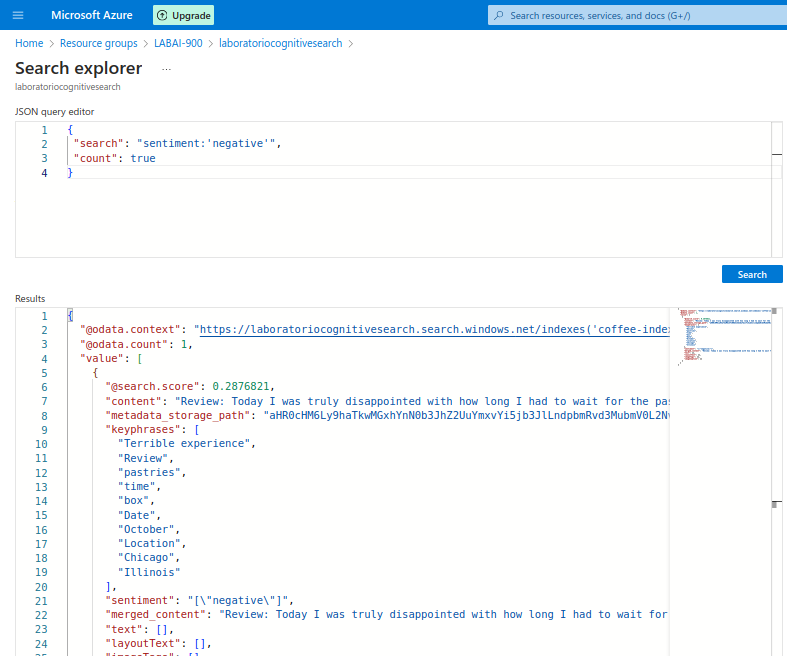 Microsoft Azure
Upgrade
Search resources, services, and docs (G+/)
Home > Resource groups > LABAI-900 > laboratoriocognitivesearch >
Search explorer ...
laboratoriocognitivesearch
JSON query editor
1 {
2 "search": "sentiment:'negative'",
3 "count": true
4 }
Search
Results
1 {
2 "@odata.context": "https://laboratoriocognitivesearch.search.windows.net/indexes('coffee-index
3 "@odata.count": 1,
4 "value": [
5 {
6 "@search.score": 0.2876821,
7 "content": "Review: Today I was truly disappointed with how long I had to wait for the pas
8 "metadata_storage_path":
9 "keyphrases": [
10 "Terrible experience",
11 "Review",
12 "pastries",
13 "time",
14 "box",
15 "Date",
16 "October",
17 "Location",
18 "Chicago",
19 "Illinois"
20 ],
21 "sentiment": "[\"negative\"]",
22 "merged_content": "Review: Today I was truly disappointed with how long I had to wait for
23 "text": [],
24 "layoutText": [],